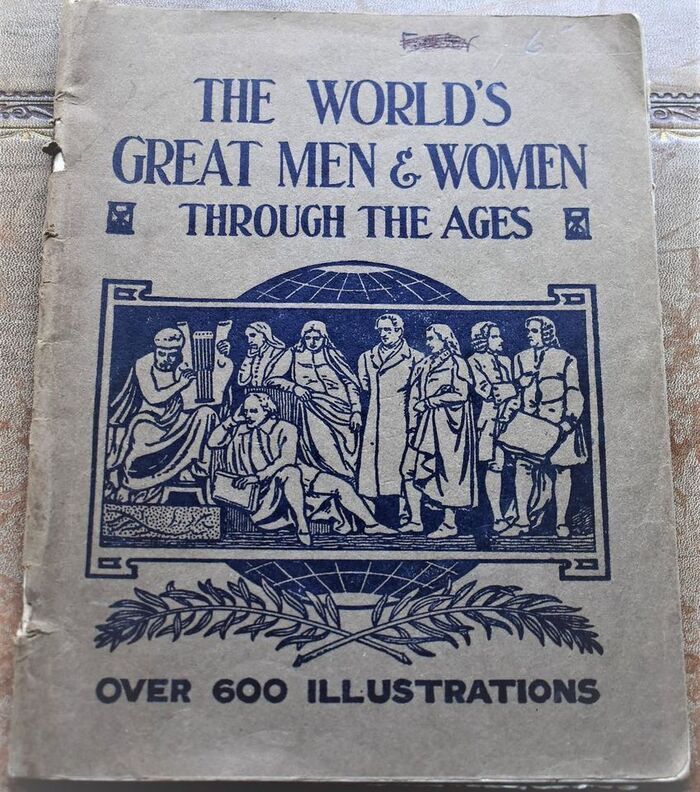 THE WORLD'S
GREAT MEN & WOMEN
THROUGH THE AGES
OVER 600 ILLUSTRATIONS